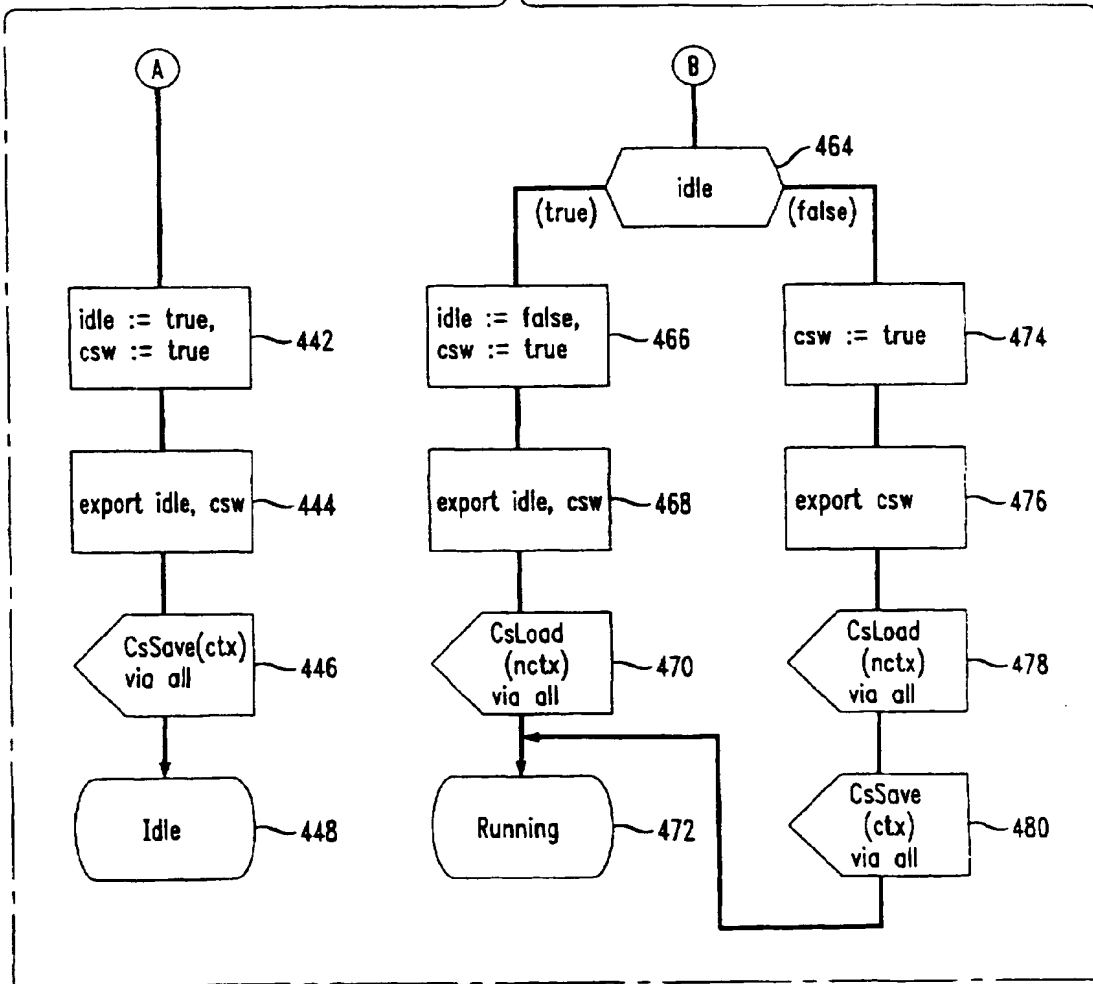 A
B
idle
464
(true)
(false)
idle := true,
csw := true
442
idle := false,
csw := true
466
csw := true
474
export idle, csw
444
export idle, csw
468
export csw
476
CsSave(ctx)
via all
446
CsLoad
(nctx)
via all
470
CsLoad
(nctx)
via all
478
Idle
448
Running
472
CsSave
(ctx)
via all
480